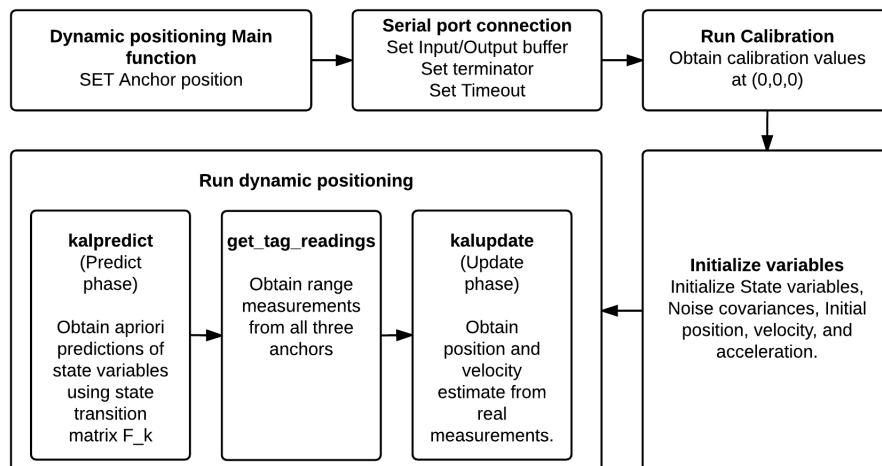 Dynamic positioning Main
function
SET Anchor position
Serial port connection
Set Input/Output buffer
Set terminator
Set Timeout
Run Calibration
Obtain calibration values
at (0,0,0)
Run dynamic positioning
kalpredict
(Predict
phase)
Obtain apriori
predictions of
state variables
using state
transition
matrix F_k
get_tag_readings
Obtain range
measurements
from all three
anchors
kalupdate
(Update
phase)
Obtain
position and
velocity
estimate from
real
measurements.
Initialize variables
Initialize State variables,
Noise covariances, Initial
position, velocity, and
acceleration.